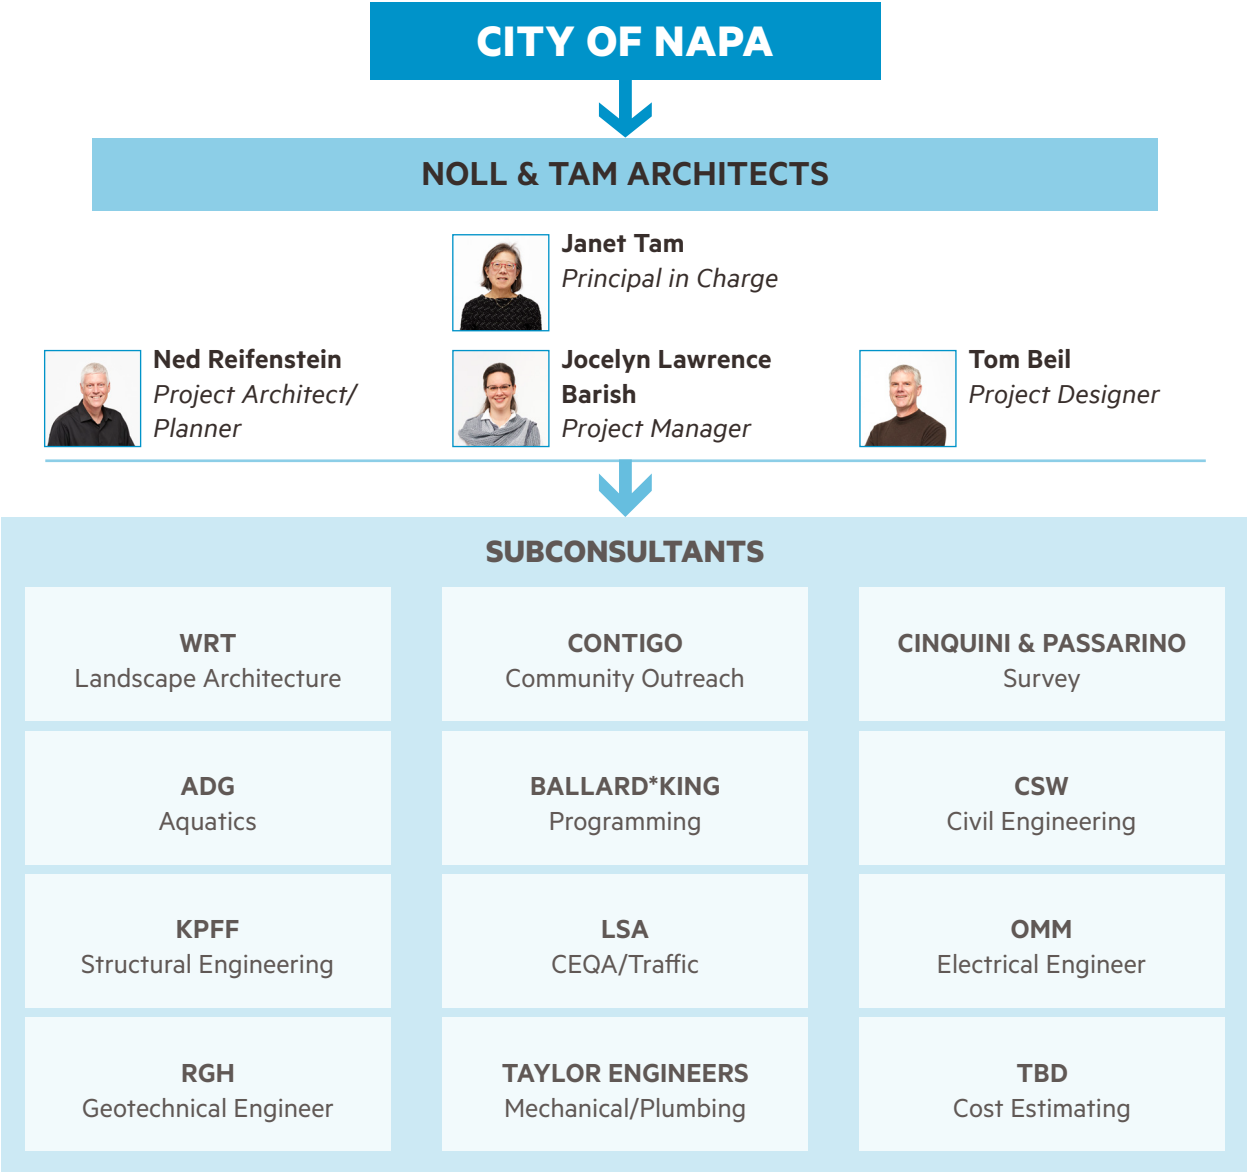 CITY OF NAPA
NOLL & TAM ARCHITECTS
Janet Tam
Principal in Charge
Ned Reifenstein
Project Architect/
Planner
Jocelyn Lawrence
Barish
Project Manager
Tom Beil
Project Designer
SUBCONSULTANTS
WRT
Landscape Architecture
CONTIGO
Community Outreach
CINQUINI & PASSARINO
Survey
ADG
Aquatics
BALLARD*KING
Programming
CSW
Civil Engineering
KPFF
Structural Engineering
LSA
CEQA/Traffic
OMM
Electrical Engineer
RGH
Geotechnical Engineer
TAYLOR ENGINEERS
Mechanical/Plumbing
TBD
Cost Estimating